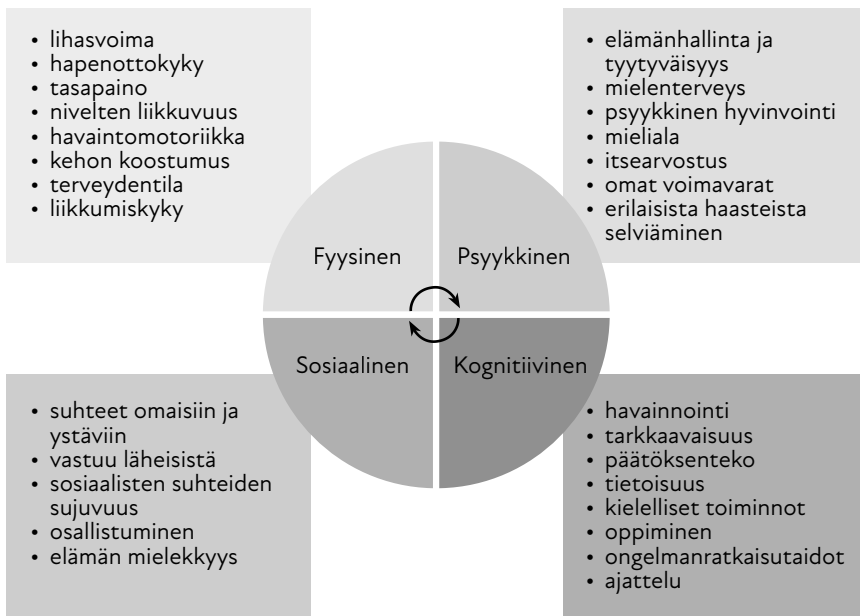 • lihasvoima
• hapenottokyky
• tasapaino
• nivelten liikkuvuus
• havaintomotoriikka
• kehon koostumus
• terveydentila
• liikkumiskyky
• elämänhallinta ja
tyytyväisyys
• mielenterveys
• psyykkinen hyvinvointi
• mieliala
• itsearvostus
• omat voimavarat
• erilaisista haasteista
selviäminen
Fyysinen
Psyykkinen
Sosiaalinen
Kognitiivinen
• suhteet omaisiin ja
ystäviin
• vastuu läheisistä
• sosiaalisten suhteiden
sujuvuus
• osallistuminen
• elämän mielekkyys
• havainnointi
• tarkkaavaisuus
• päätöksenteko
• tietoisuus
• kielelliset toiminnot
• oppiminen
• ongelmanratkaisutaidot
• ajattelu